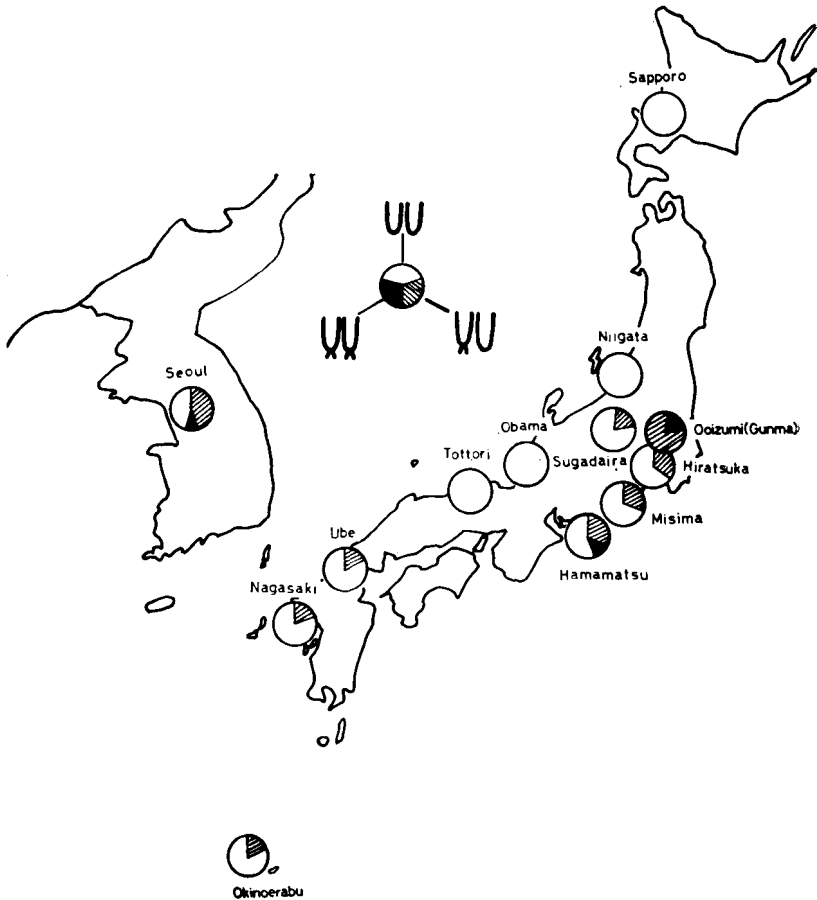 Sapporo
Niigata
Seoul
Obama
Ooizumi(Gunma)
Tottori
Sugadaira
Hiratsuka
Misima
Ube
Hamamatsu
Nagasaki
Okinoerabu